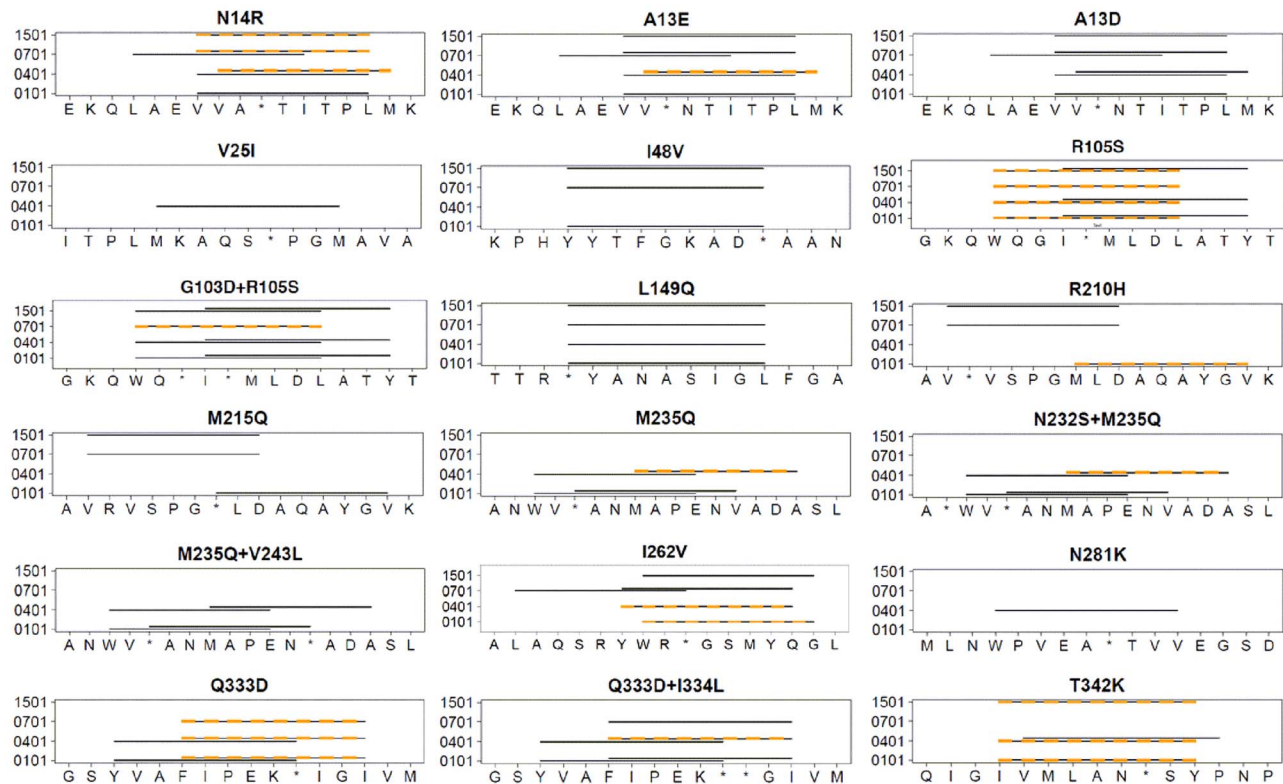 N14R
1501
0701
0401
0101
E K Q L A E V V A * T I T P L M K
A13E
1501
0701
0401
0101
E K Q L A E V V * N T I T P L M K
A13D
1501
0701
0401
0101
E K Q L A E V V * N T I T P L M K
V25I
1501
0701
0401
0101
I T P L M K A Q S * P G M A V A
I48V
1501
0701
0401
0101
K P H Y Y T F G K A D * A A N
R105S
1501
0701
0401
0101
G K Q W Q G I * M L D L A T Y T
G103D+R105S
1501
0701
0401
0101
G K Q W Q * I * M L D L A T Y T
L149Q
1501
0701
0401
0101
T T R * Y A N A S I G L F G A
R210H
1501
0701
0401
0101
A V * V S P G M L D A Q A Y G V K
M215Q
1501
0701
0401
0101
A V R V S P G * L D A Q A Y G V K
M235Q
1501
0701
0401
0101
A N W V * A N M A P E N V A D A S L
N232S+M235Q
1501
0701
0401
0101
A * W V * A N M A P E N V A D A S L
M235Q+V243L
1501
0701
0401
0101
A N W V * A N M A P E N * A D A S L
I262V
1501
0701
0401
0101
A L A Q S R Y W R * G S M Y Q G L
N281K
1501
0701
0401
0101
M L N W P V E A * T V V E G S D
Q333D
1501
0701
0401
0101
G S Y V A F I P E K * I G I V M
Q333D+I334L
1501
0701
0401
0101
G S Y V A F I P E K * * G I V M
T342K
1501
0701
0401
0101
Q I G I V M L A N * S I P N P